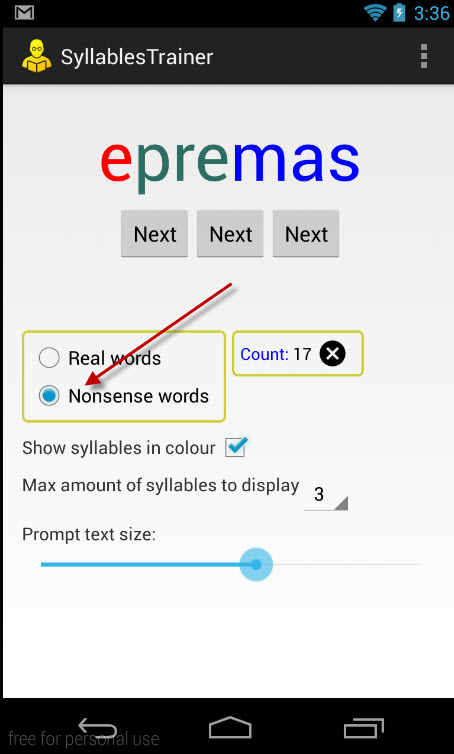 3:36
SyllablesTrainer
epremas
Next Next Next
Real words
Count: 17
Nonsense words
Show syllables in colour
Max amount of syllables to display 3
Prompt text size:
free for personal use